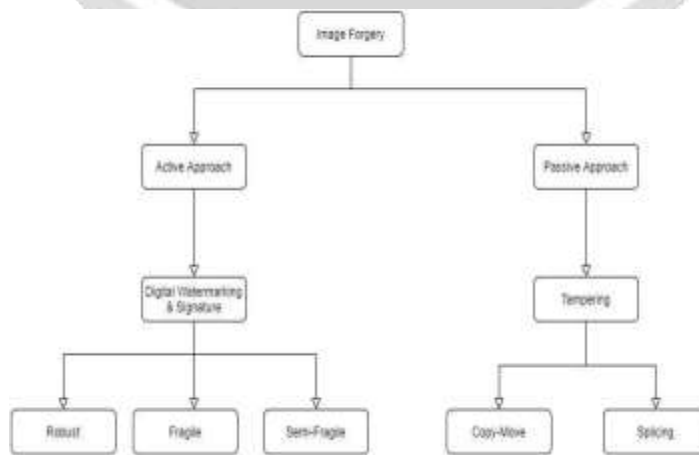 Image Forgery
Active Approach
Passive Approach
Digital Watermarking
& Signature
Tempering
Robust
Fragile
Semi-Fragile
Copy-Move
Splicing